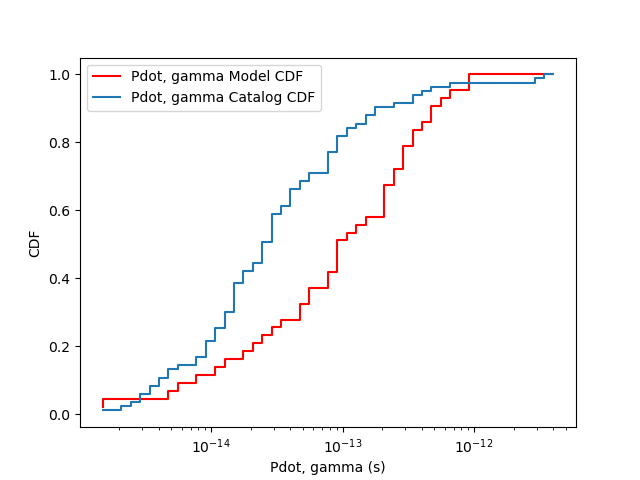 Pdot, gamma Model CDF
Pdot, gamma Catalog CDF
1.0
0.8
0.6
0.4
0.2
0.0
CDF
10⁻¹⁴
10⁻¹³
10⁻¹²
Pdot, gamma (s)